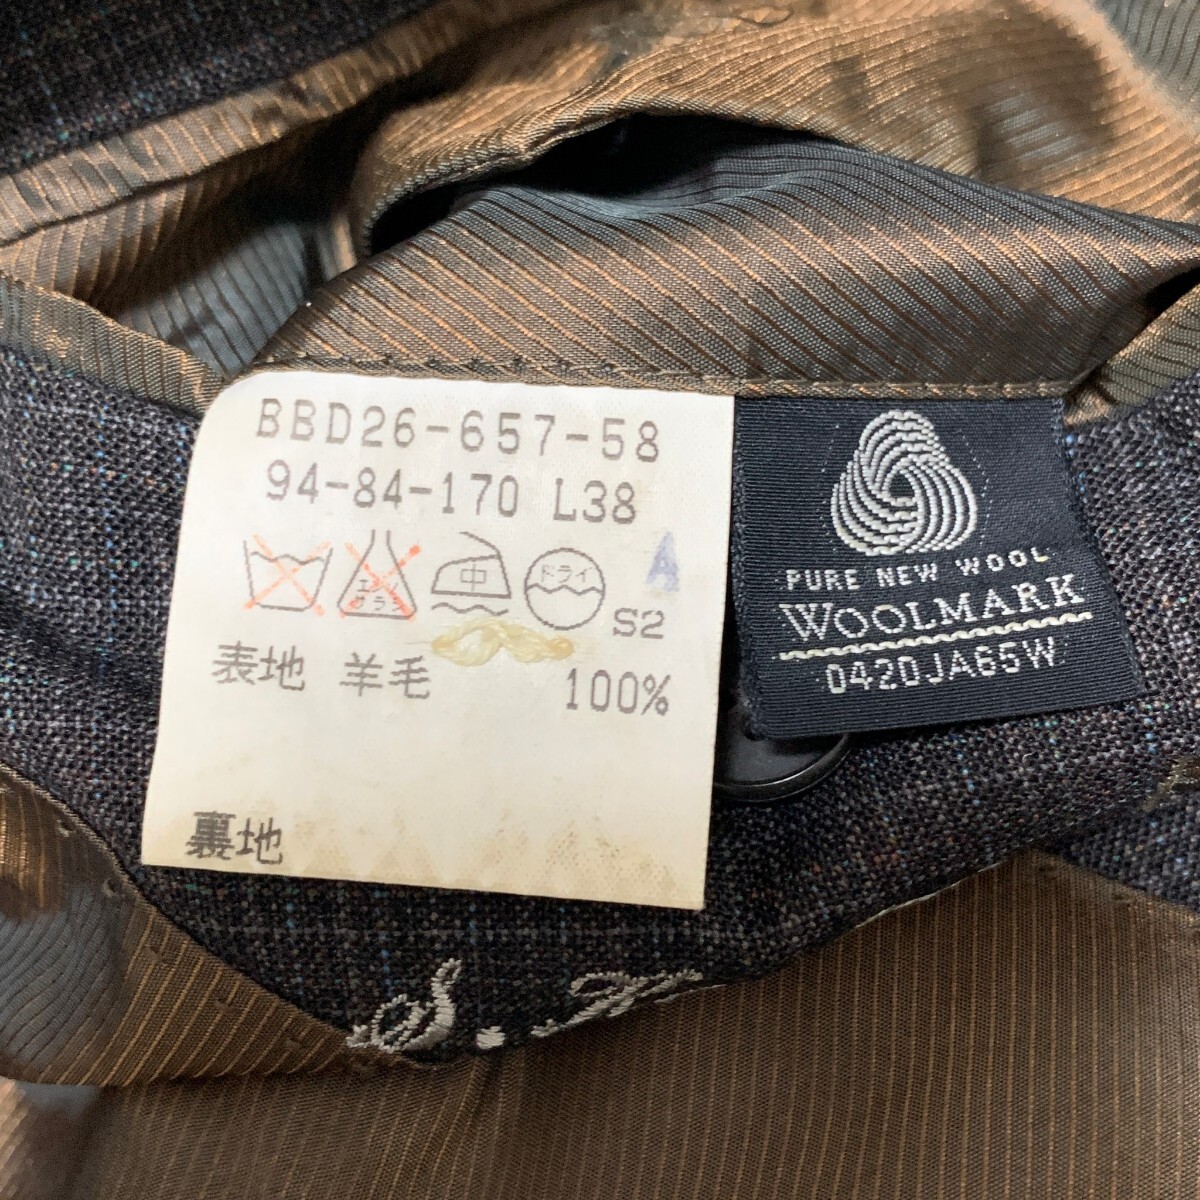 BBD26-657-58
94-84-170 L38
エンソ
サラシ
中
ドライ
A
S2
表地 羊毛 100%
裏地
PURE NEW WOOL
WOOLMARK
0420JA65W